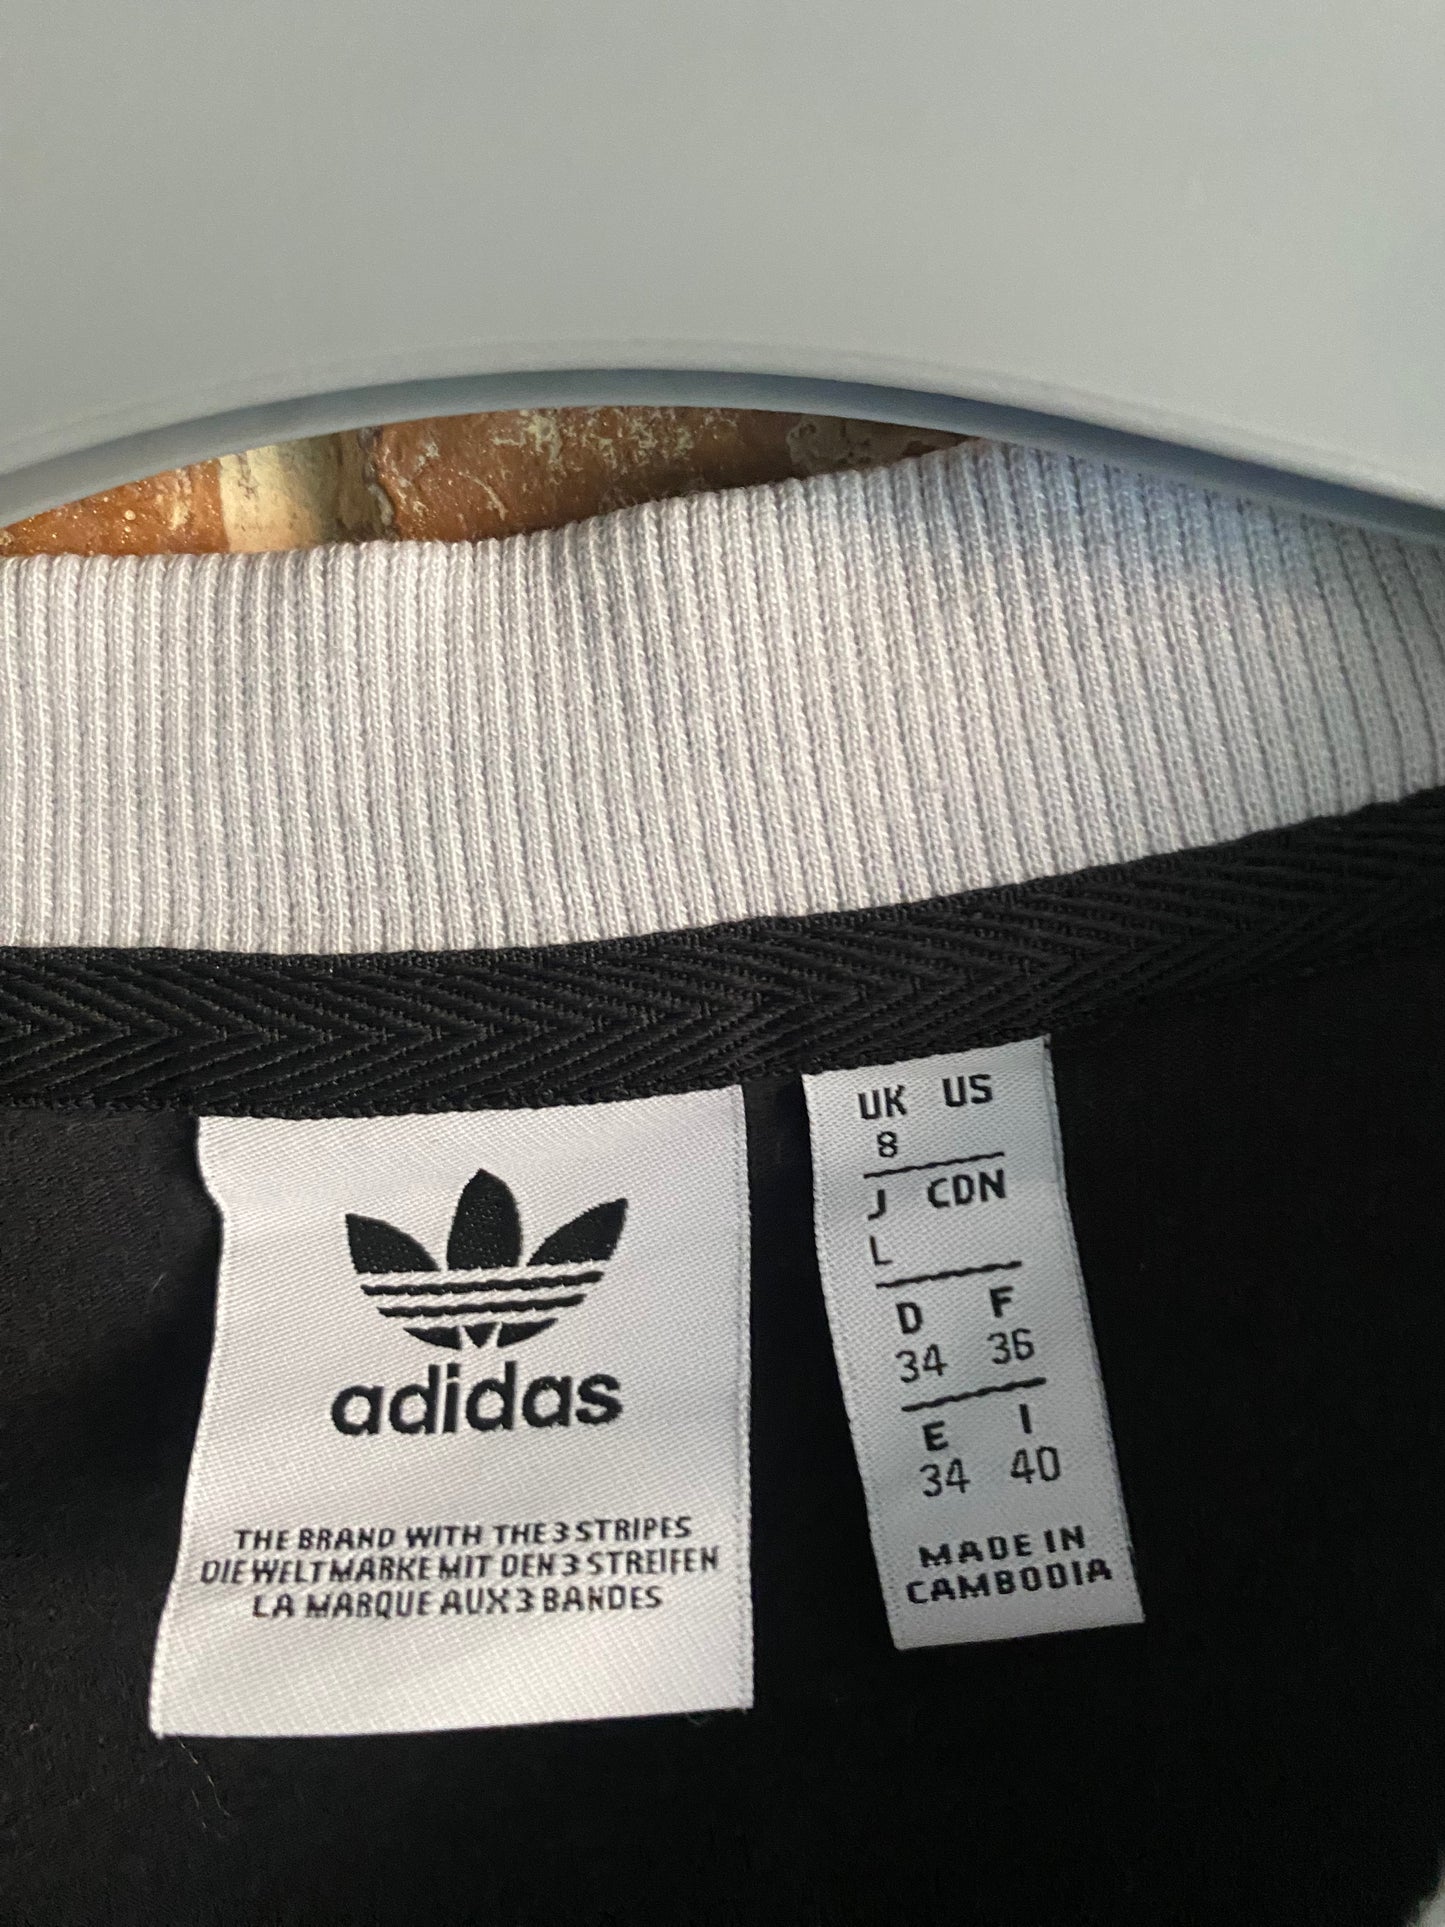 adidas
THE BRAND WITH THE 3 STRIPES
DIE WELTMARKE MIT DEN 3 STREIFEN
LA MARQUE AUX 3 BANDES
UK US
8
J CDN
L
D F
34 36
E I
34 40
MADE IN
CAMBODIA